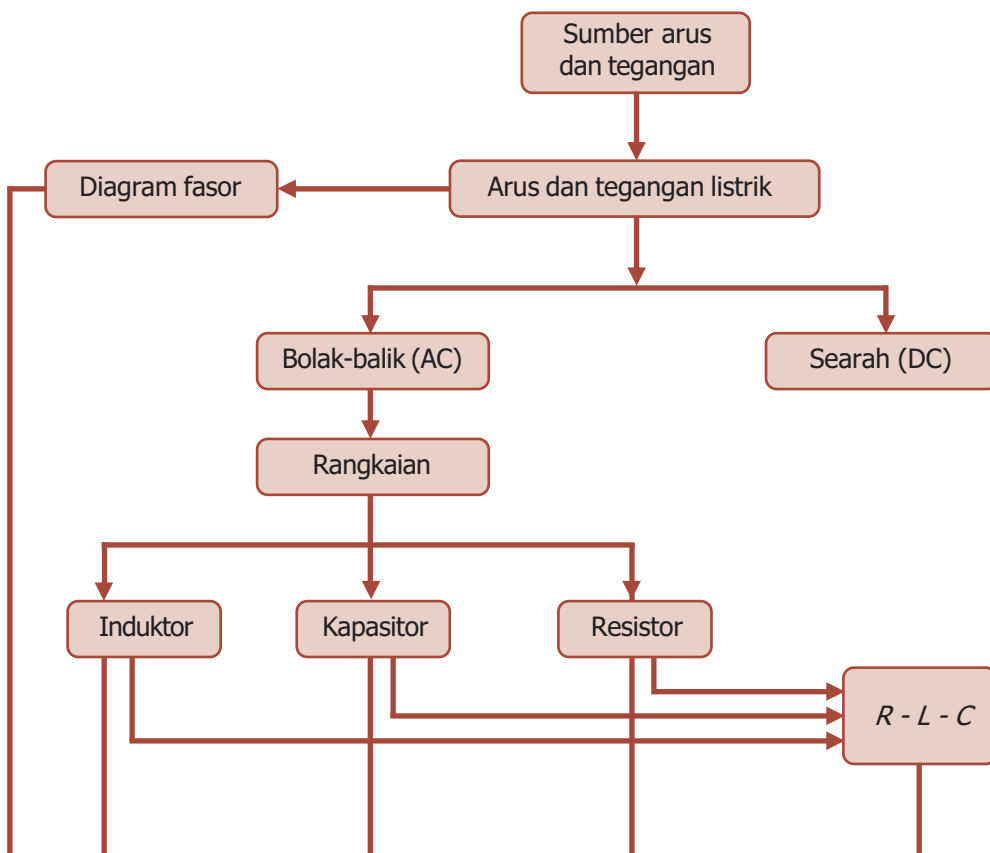 Sumber arus
dan tegangan
Diagram fasor
Arus dan tegangan listrik
Bolak-balik (AC)
Searah (DC)
Rangkaian
Induktor
Kapasitor
Resistor
R - L - C